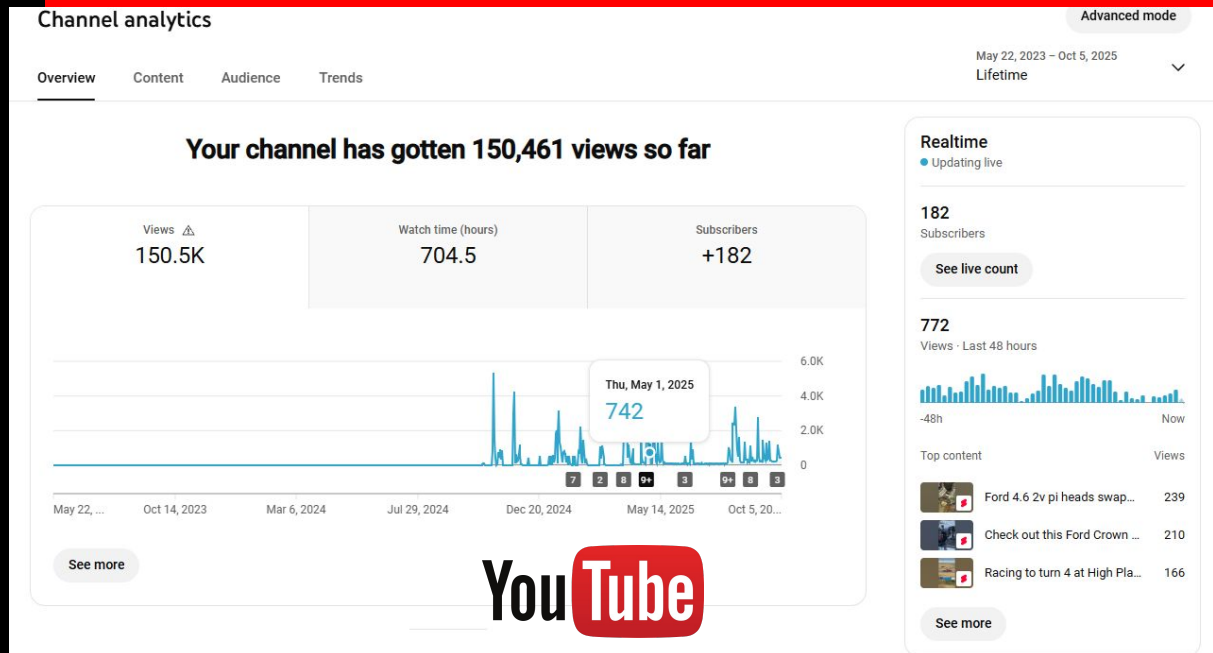 Channel analytics
Advanced mode
May 22, 2023 – Oct 5, 2025
Lifetime
Overview Content Audience Trends
Your channel has gotten 150,461 views so far
Views
150.5K
Watch time (hours)
704.5
Subscribers
+182
6.0K
4.0K
2.0K
0
Thu, May 1, 2025
742
7 2 8 9+ 3 9+ 8 3
May 22, ... Oct 14, 2023 Mar 6, 2024 Jul 29, 2024 Dec 20, 2024 May 14, 2025 Oct 5, 20...
See more
YouTube
Realtime
Updating live
182
Subscribers
See live count
772
Views · Last 48 hours
-48h Now
Top content Views
Ford 4.6 2v pi heads swap... 239
Check out this Ford Crown ... 210
Racing to turn 4 at High Pla... 166
See more